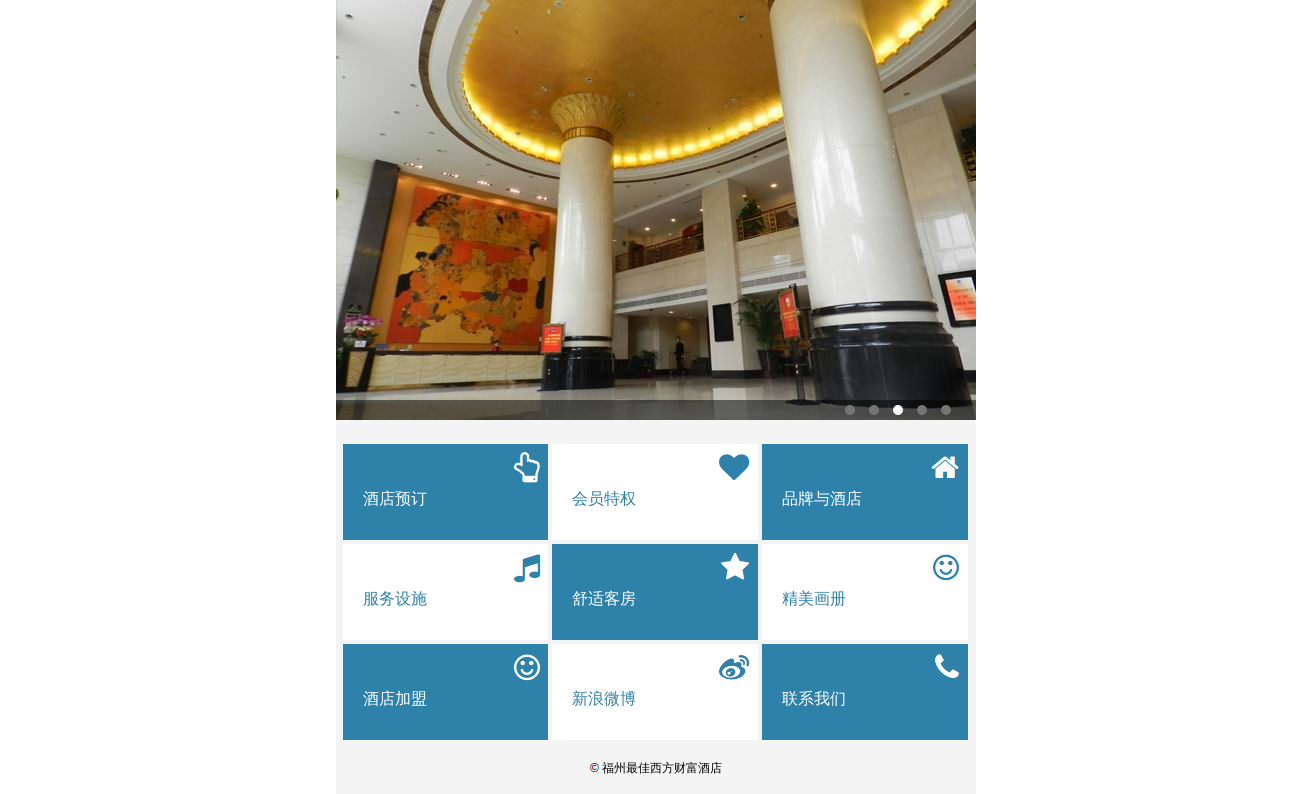 酒店预订
会员特权
品牌与酒店
服务设施
舒适客房
精美画册
酒店加盟
新浪微博
联系我们
© 福州最佳西方财富酒店